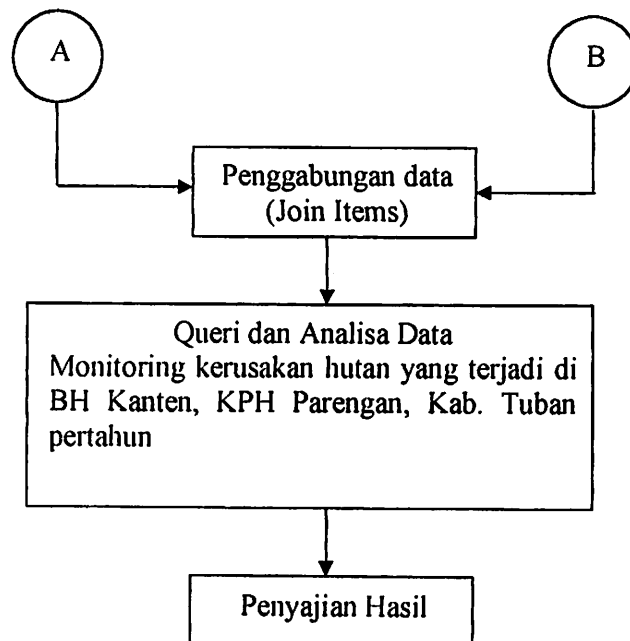 A
B
Penggabungan data
(Join Items)
Queri dan Analisa Data
Monitoring kerusakan hutan yang terjadi di
BH Kanten, KPH Parengan, Kab. Tuban
pertahun
Penyajian Hasil